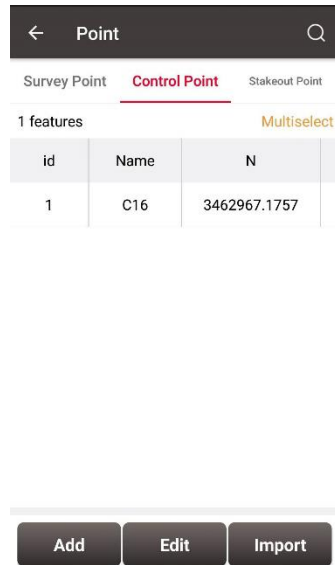 Point
Survey Point Control Point Stakeout Point
1 features Multiselect
id Name N
1 C16 3462967.1757
Add Edit Import